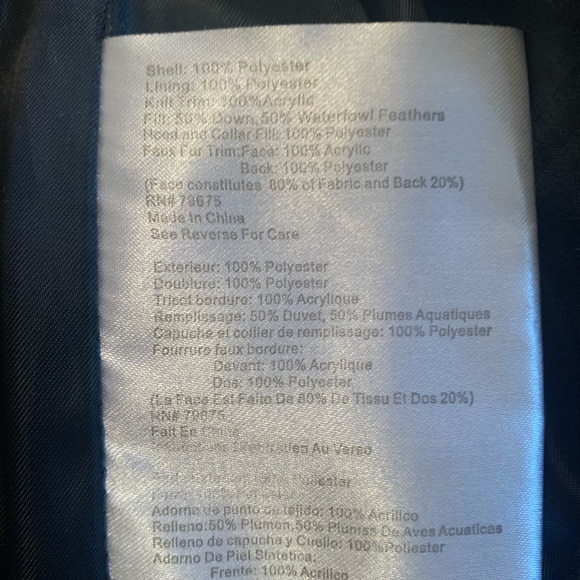 Shell: 100% Polyester
Lining: 100% Polyester
Knit Trim: 100% Acrylic
Fill: 50% Down, 50% Waterfowl Feathers
Hood and Collar Fill: 100% Polyester
Faux Fur Trim: Face: 100% Acrylic
Back: 100% Polyester
(Face constitutes 80% of Fabric and Back 20%)
RN# 79675
Made In China
See Reverse For Care
Exterieur: 100% Polyester
Doublure: 100% Polyester
Tricot bordure: 100% Acrylique
Remplissage: 50% Duvet, 50% Plumes Aquatiques
Capuche et collier de remplissage: 100% Polyester
Fourrure faux bordure:
Devant: 100% Acrylique
Dos: 100% Polyester
(La Face Est Faite De 80% De Tissu Et Dos 20%)
RN# 79675
Fait En Chine
Au Verso
Poliester
Adorno de punto de tejido: 100% Acrilico
Relleno:50% Plumon,50% Plumas De Aves Acuaticas
Relleno de capucha y Cuello: 100%Poliester
Adorno De Piel Sintetica:
Frente: 100% Acrilico